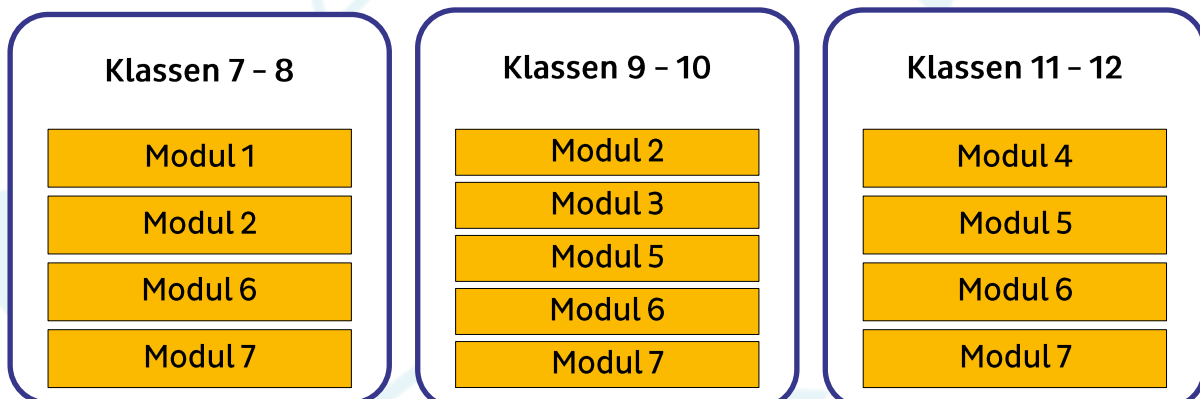 Klassen 7 – 8
Modul 1
Modul 2
Modul 6
Modul 7
Klassen 9 – 10
Modul 2
Modul 3
Modul 5
Modul 6
Modul 7
Klassen 11 – 12
Modul 4
Modul 5
Modul 6
Modul 7